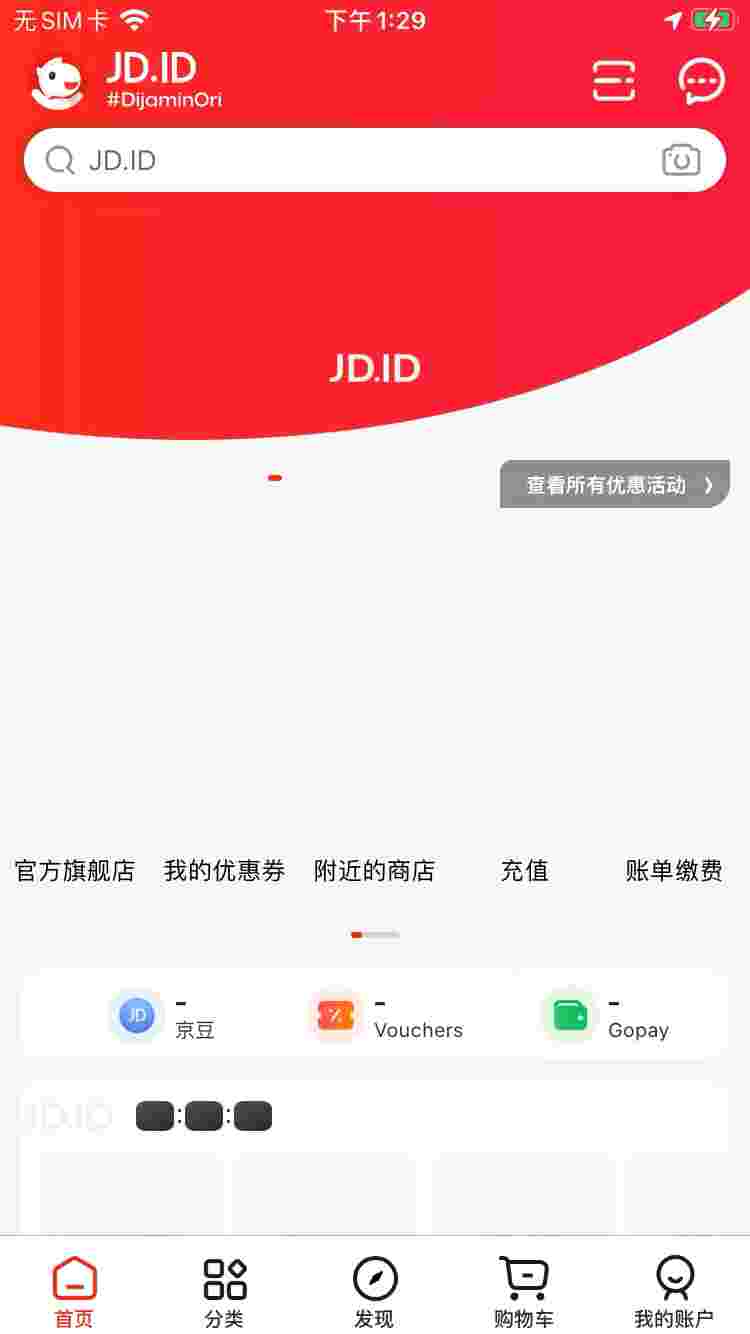 无SIM卡 下午1:29
JD.ID
#DijaminOri
JD.ID
JD.ID
查看所有优惠活动 >
官方旗舰店 我的优惠券 附近的商店 充值 账单缴费
- - -
JD 京豆 Vouchers Gopay
JD.ID : :
首页 分类 发现 购物车 我的账户